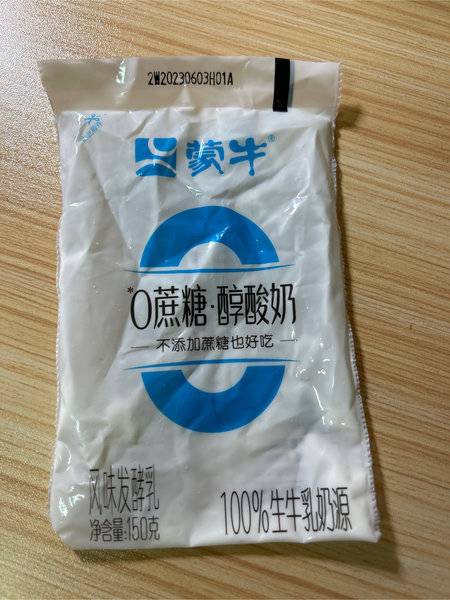 2W20230603H01A
蒙牛®
*0蔗糖·醇酸奶
不添加蔗糖也好吃
风味发酵乳
净含量:150克
100%生牛乳奶源